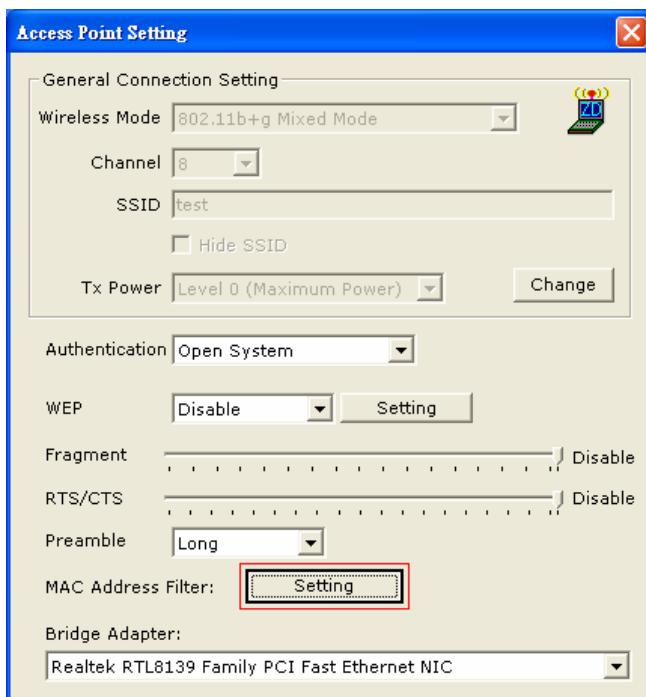 Access Point Setting
General Connection Setting
ZD
Wireless Mode 802.11b+g Mixed Mode
Channel 8
SSID test
Hide SSID
Tx Power Level 0 (Maximum Power) Change
Authentication Open System
WEP Disable Setting
Fragment Disable
RTS/CTS Disable
Preamble Long
MAC Address Filter: Setting
Bridge Adapter:
Realtek RTL8139 Family PCI Fast Ethernet NIC